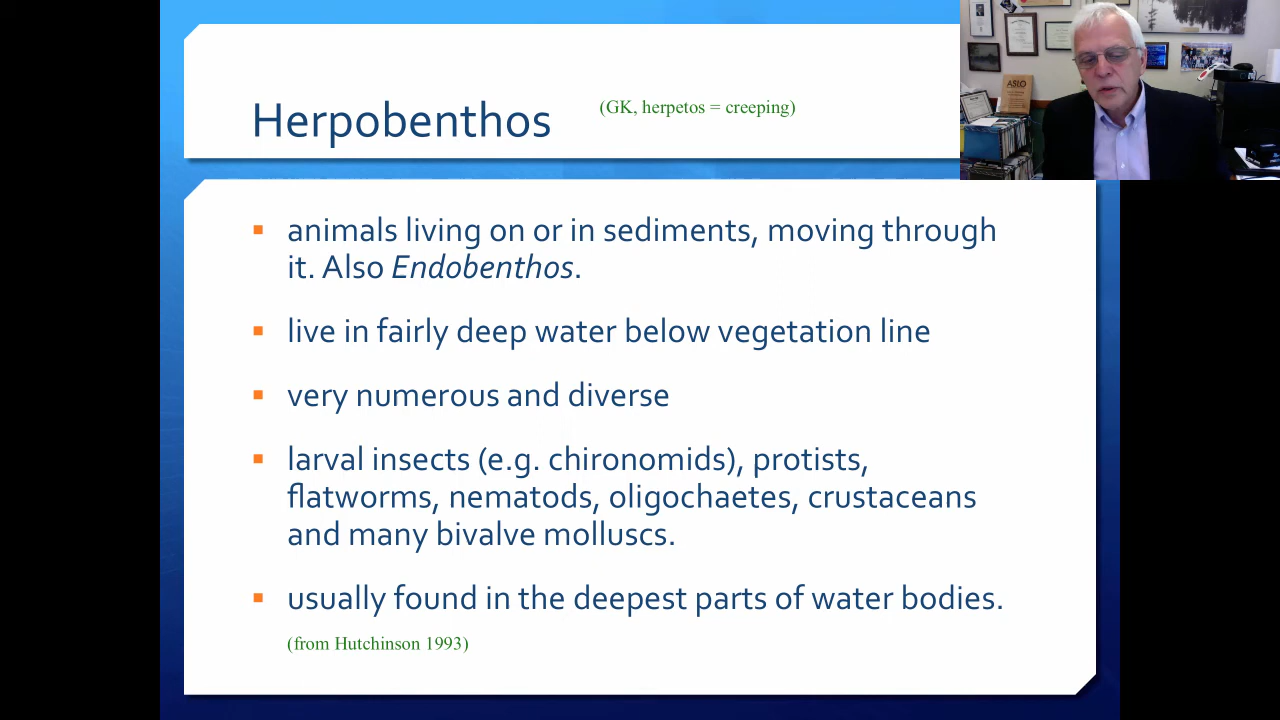 Herpobenthos
(GK, herpetos = creeping)
ASLO
animals living on or in sediments, moving through
it. Also Endobenthos.
live in fairly deep water below vegetation line
very numerous and diverse
larval insects (e.g. chironomids), protists,
flatworms, nematods, oligochaetes, crustaceans
and many bivalve molluscs.
usually found in the deepest parts of water bodies.
(from Hutchinson 1993)